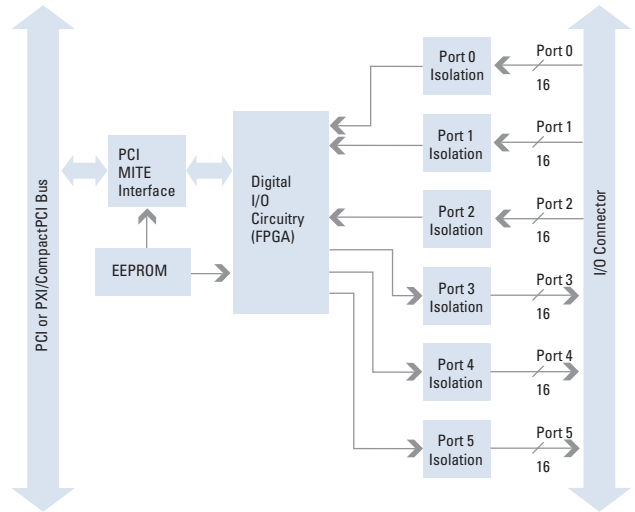 PCI or PXI/CompactPCI Bus
PCI
MITE
Interface
EEPROM
Digital
I/O
Circuitry
(FPGA)
Port 0
Isolation
Port 0
16
Port 1
Isolation
Port 1
16
Port 2
Isolation
Port 2
16
Port 3
Isolation
Port 3
16
Port 4
Isolation
Port 4
16
Port 5
Isolation
Port 5
16
I/O Connector